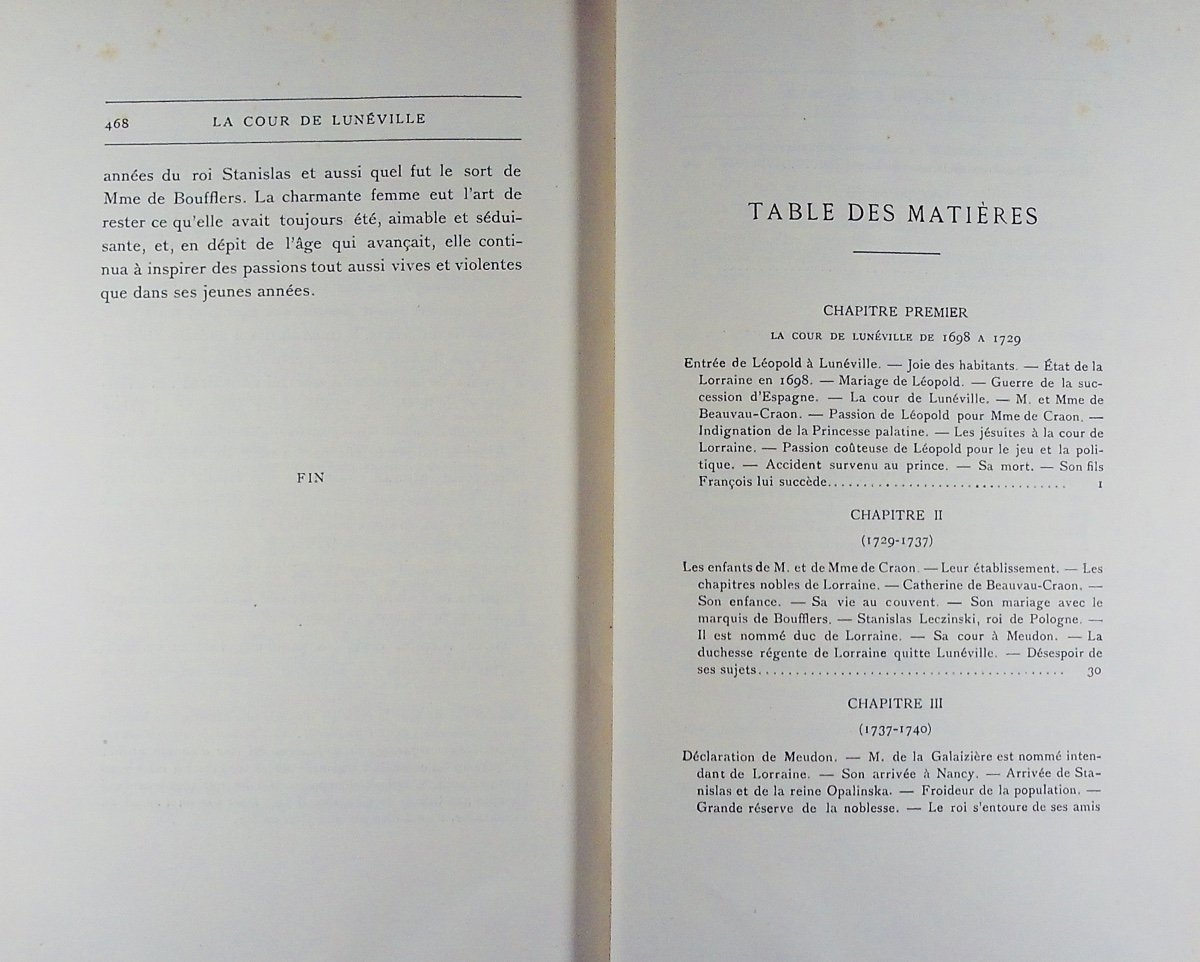 468 LA COUR DE LUNÉVILLE
années du roi Stanislas et aussi quel fut le sort de
Mme de Boufflers. La charmante femme eut l'art de
rester ce qu'elle avait toujours été, aimable et sédui-
sante, et, en dépit de l'âge qui avançait, elle conti-
nua à inspirer des passions tout aussi vives et violentes
que dans ses jeunes années.
FIN
TABLE DES MATIÈRES
CHAPITRE PREMIER
LA COUR DE LUNÉVILLE DE 1698 A 1729
Entrée de Léopold à Lunéville. — Joie des habitants. — État de la
Lorraine en 1698. — Mariage de Léopold. — Guerre de la suc-
cession d'Espagne. — La cour de Lunéville. — M. et Mme de
Beauvau-Craon. — Passion de Léopold pour Mme de Craon. —
Indignation de la Princesse palatine. — Les jésuites à la cour de
Lorraine. — Passion coûteuse de Léopold pour le jeu et la poli-
tique. — Accident survenu au prince. — Sa mort. — Son fils
François lui succède................................ 1
CHAPITRE II
(1729-1737)
Les enfants de M. et de Mme de Craon. — Leur établissement. — Les
chapitres nobles de Lorraine. — Catherine de Beauvau-Craon. —
Son enfance. — Sa vie au couvent. — Son mariage avec le
marquis de Boufflers. — Stanislas Leczinski, roi de Pologne. —
Il est nommé duc de Lorraine. — Sa cour à Meudon. — La
duchesse régente de Lorraine quitte Lunéville. — Désespoir de
ses sujets........................................ 30
CHAPITRE III
(1737-1740)
Déclaration de Meudon. — M. de la Galaizière est nommé inten-
dant de Lorraine. — Son arrivée à Nancy. — Arrivée de Sta-
nislas et de la reine Opalinska. — Froideur de la population. —
Grande réserve de la noblesse. — Le roi s'entoure de ses amis